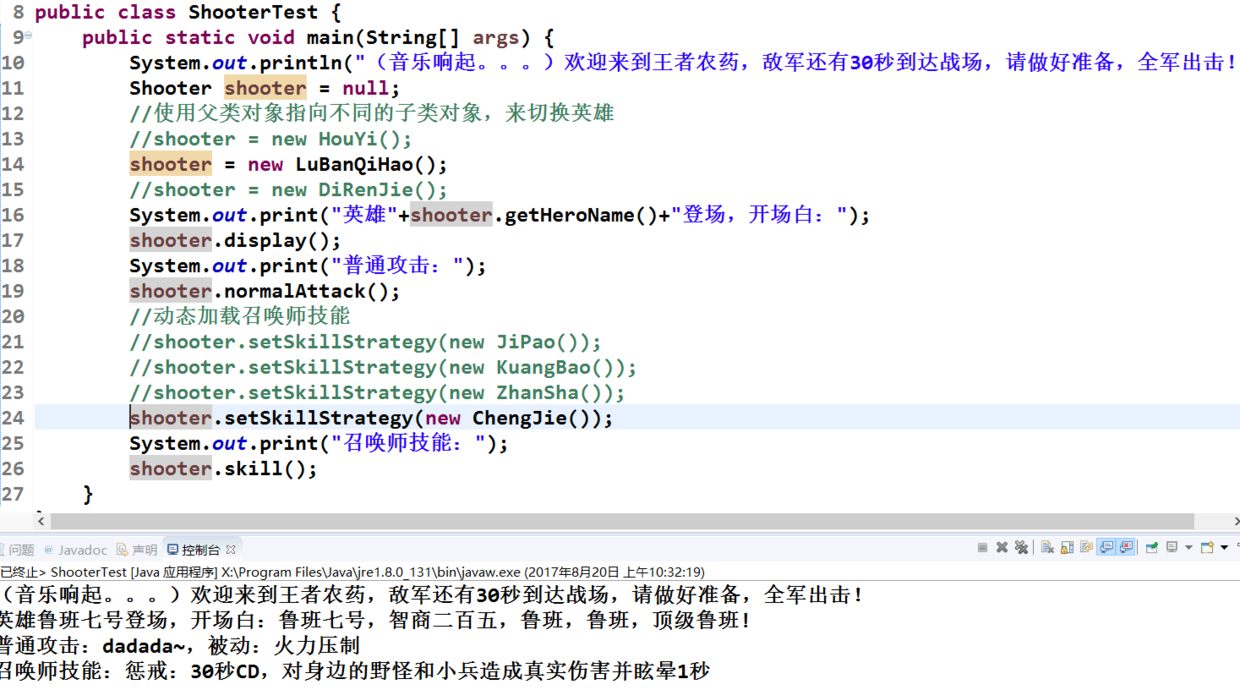 8 public class ShooterTest {
9 public static void main(String[] args) {
10 System.out.println("（音乐响起。。。）欢迎来到王者农药，敌军还有30秒到达战场，请做好准备，全军出击！
11 Shooter shooter = null;
12 //使用父类对象指向不同的子类对象，来切换英雄
13 //shooter = new HouYi();
14 shooter = new LuBanQiHao();
15 //shooter = new DiRenJie();
16 System.out.print("英雄"+shooter.getHeroName()+"登场，开场白：");
17 shooter.display();
18 System.out.print("普通攻击：");
19 shooter.normalAttack();
20 //动态加载召唤师技能
21 //shooter.setSkillStrategy(new JiPao());
22 //shooter.setSkillStrategy(new KuangBao());
23 //shooter.setSkillStrategy(new ZhanSha());
24 shooter.setSkillStrategy(new ChengJie());
25 System.out.print("召唤师技能：");
26 shooter.skill();
27 }
问题 @ Javadoc 声明 控制台
已终止> ShooterTest [Java 应用程序] X:\Program Files\Java\jre1.8.0_131\bin\javaw.exe (2017年8月20日 上午10:32:19)
（音乐响起。。。）欢迎来到王者农药，敌军还有30秒到达战场，请做好准备，全军出击！
英雄鲁班七号登场，开场白：鲁班七号，智商二百五，鲁班，鲁班，顶级鲁班！
普通攻击：dadada~，被动：火力压制
召唤师技能：惩戒：30秒CD，对身边的野怪和小兵造成真实伤害并眩晕1秒